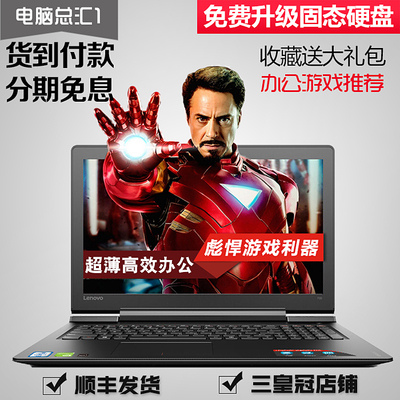 电脑总汇1
免费升级固态硬盘
货到付款
分期免息
收藏送大礼包
办公游戏推荐
彪悍游戏利器
超薄高效办公
Lenovo
顺丰发货
三皇冠店铺